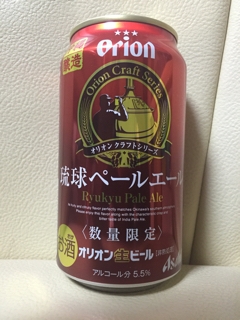 醸造
orion
Orion Craft Series
オリオンクラフトシリーズ
琉球ペールエール
Ryukyu Pale Ale
〈数量限定〉
お酒
オリオン生ビール
アルコール分 5.5%